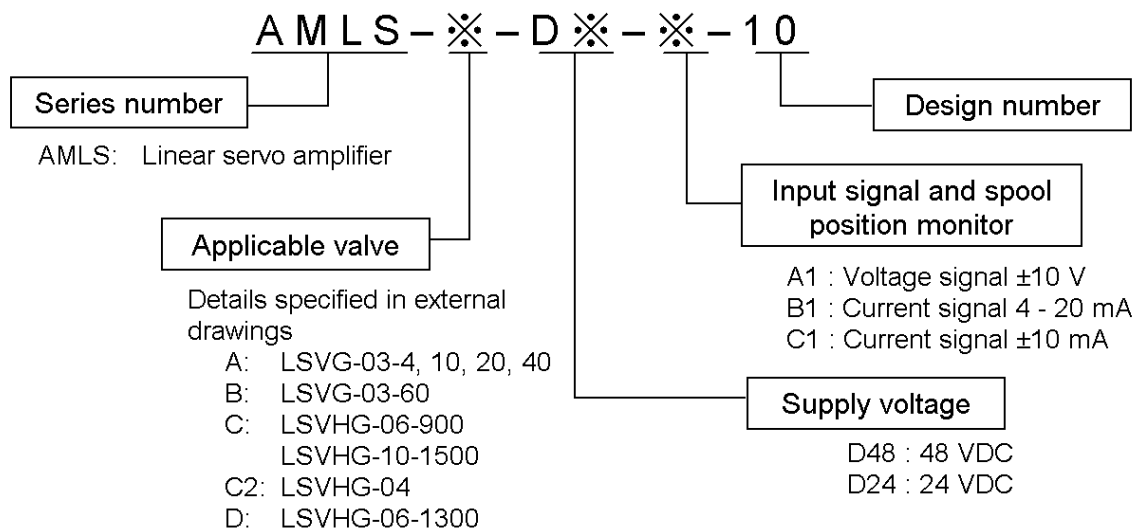 AMLS-※-D※-※-10
Series number
Design number
AMLS: Linear servo amplifier
Input signal and spool
position monitor
Applicable valve
A1 : Voltage signal ±10 V
B1 : Current signal 4 - 20 mA
C1 : Current signal ±10 mA
Details specified in external
drawings
A: LSVG-03-4, 10, 20, 40
B: LSVG-03-60
C: LSVHG-06-900
LSVHG-10-1500
C2: LSVHG-04
D: LSVHG-06-1300
Supply voltage
D48 : 48 VDC
D24 : 24 VDC